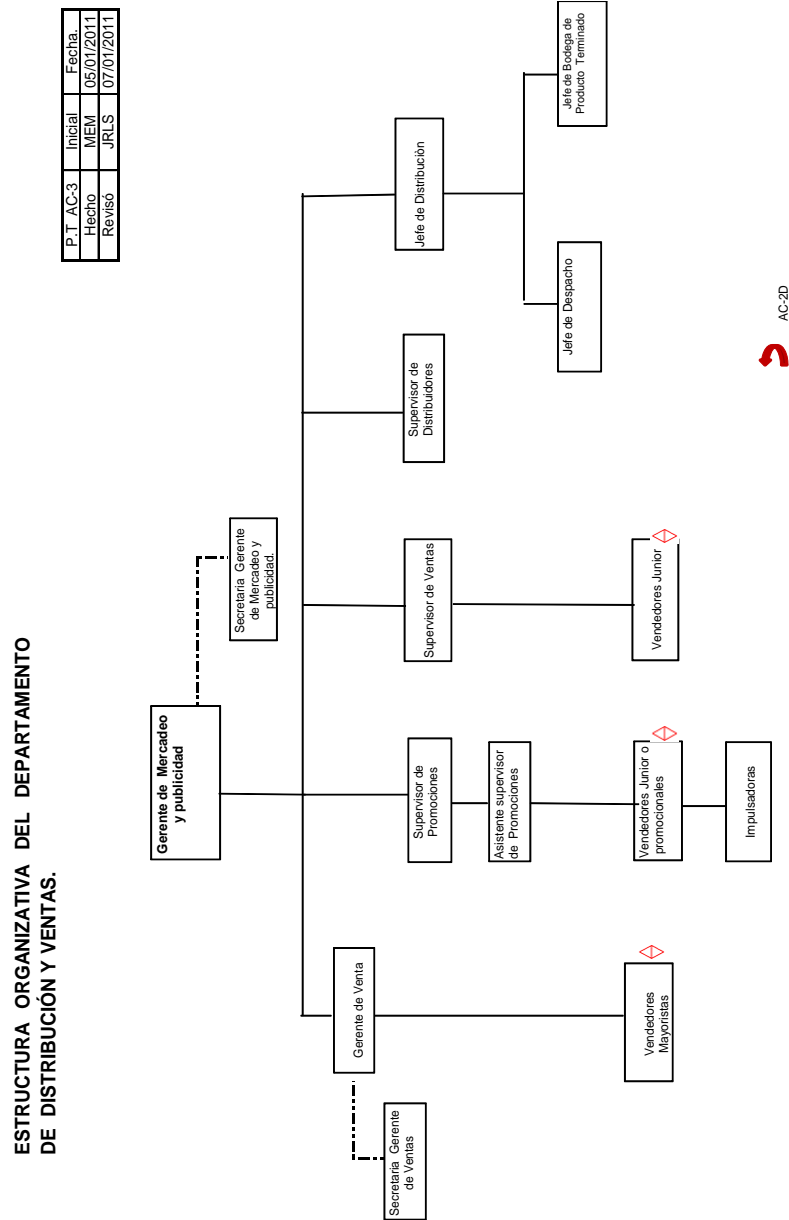 ESTRUCTURA ORGANIZATIVA DEL DEPARTAMENTO
DE DISTRIBUCIÓN Y VENTAS.
P.T AC-3 Inicial Fecha.
Hecho MEM 05/01/2011
Revisó JRLS 07/01/2011
Gerente de Mercadeo
y publicidad
Secretaria Gerente
de Mercadeo y
publicidad.
Gerente de Venta
Secretaria Gerente
de Ventas
Supervisor de
Promociones
Supervisor de Ventas
Supervisor de
Distribuidores
Jefe de Distribuciòn
Asistente supervisor
de Promociones
Jefe de Despacho
Jefe de Bodega de
Producto Terminado
Vendedores
Mayoristas
Vendedores Junior o
promocionales
Vendedores Junior
Impulsadoras
AC-2D